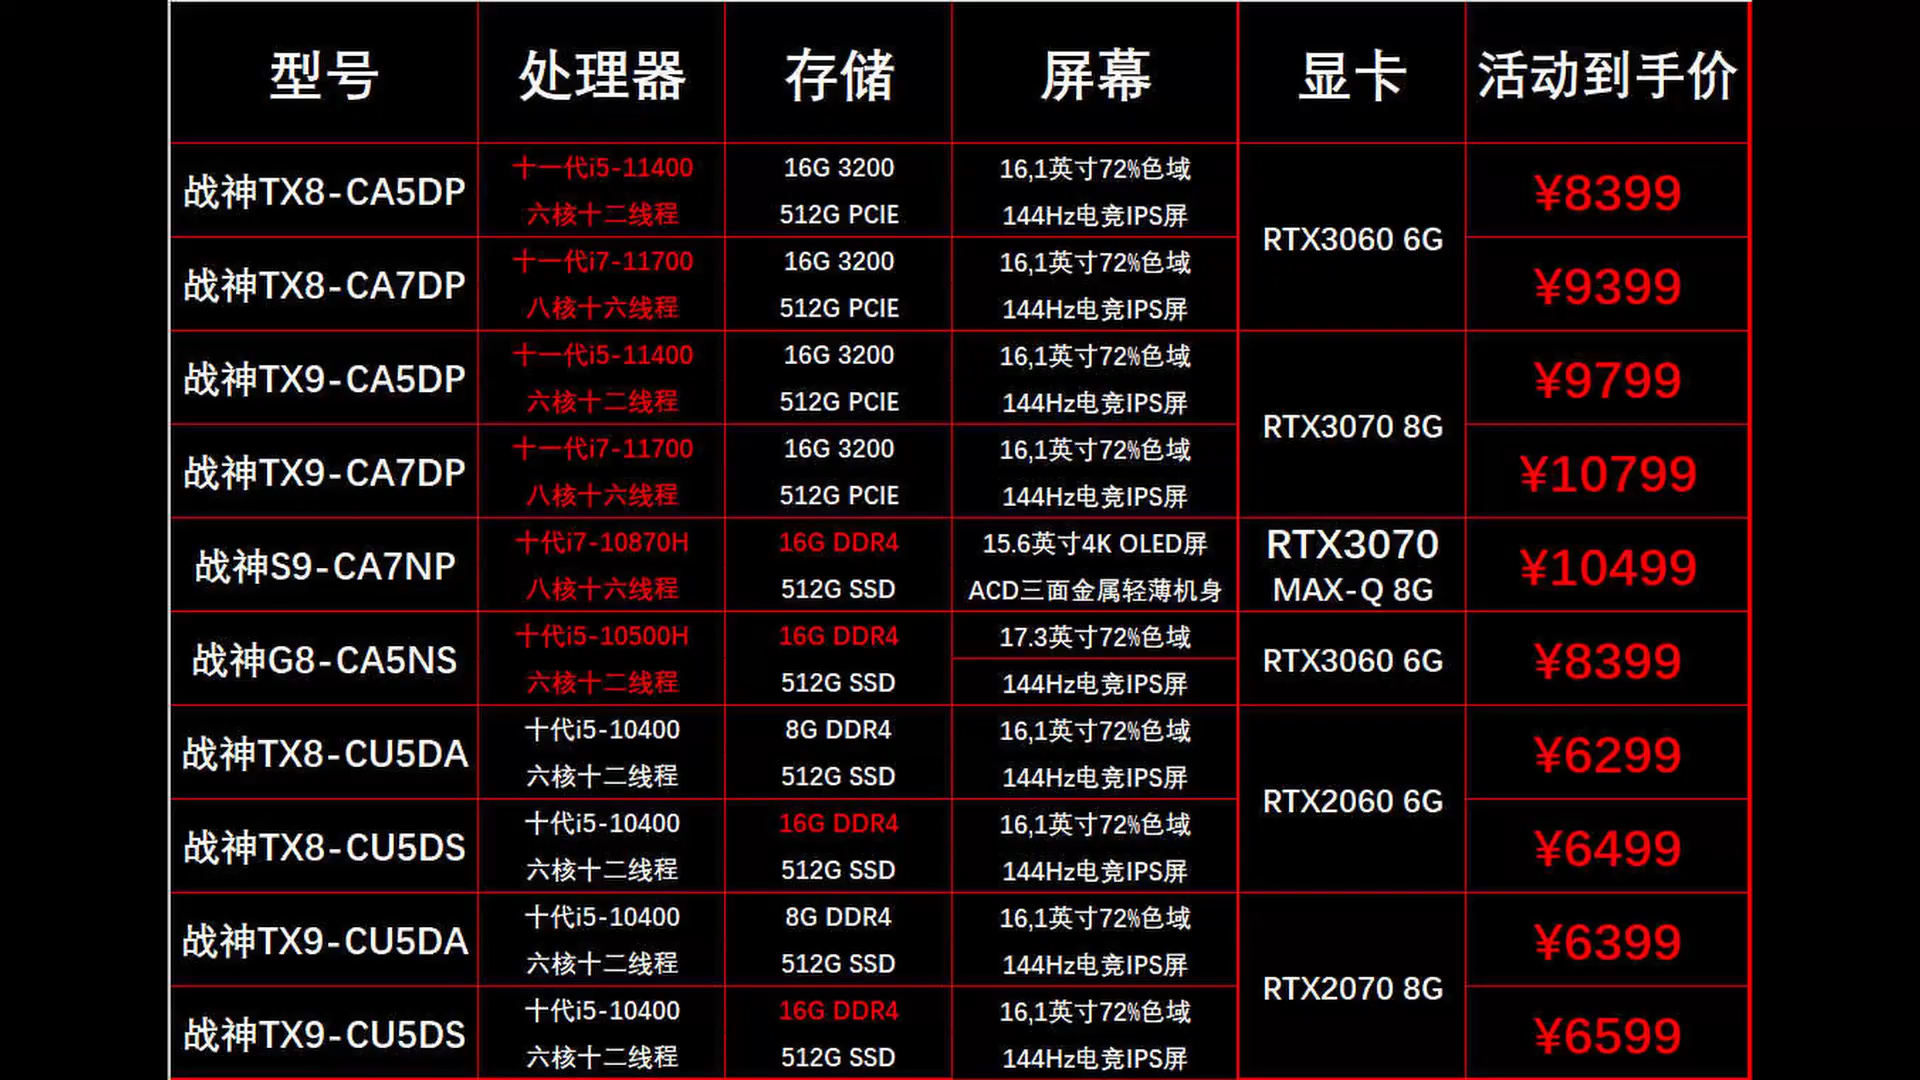 型号 处理器 存储 屏幕 显卡 活动到手价
战神TX8-CA5DP 十一代i5-11400 16G 3200 16,1英寸72%色域 RTX3060 6G ¥8399
六核十二线程 512G PCIE 144Hz电竞IPS屏
战神TX8-CA7DP 十一代i7-11700 16G 3200 16,1英寸72%色域 ¥9399
八核十六线程 512G PCIE 144Hz电竞IPS屏
战神TX9-CA5DP 十一代i5-11400 16G 3200 16,1英寸72%色域 RTX3070 8G ¥9799
六核十二线程 512G PCIE 144Hz电竞IPS屏
战神TX9-CA7DP 十一代i7-11700 16G 3200 16,1英寸72%色域 ¥10799
八核十六线程 512G PCIE 144Hz电竞IPS屏
战神S9-CA7NP 十代i7-10870H 16G DDR4 15.6英寸4K OLED屏 RTX3070 ¥10499
八核十六线程 512G SSD ACD三面金属轻薄机身 MAX-Q 8G
战神G8-CA5NS 十代i5-10500H 16G DDR4 17.3英寸72%色域 RTX3060 6G ¥8399
六核十二线程 512G SSD 144Hz电竞IPS屏
战神TX8-CU5DA 十代i5-10400 8G DDR4 16,1英寸72%色域 RTX2060 6G ¥6299
六核十二线程 512G SSD 144Hz电竞IPS屏
战神TX8-CU5DS 十代i5-10400 16G DDR4 16,1英寸72%色域 ¥6499
六核十二线程 512G SSD 144Hz电竞IPS屏
战神TX9-CU5DA 十代i5-10400 8G DDR4 16,1英寸72%色域 RTX2070 8G ¥6399
六核十二线程 512G SSD 144Hz电竞IPS屏
战神TX9-CU5DS 十代i5-10400 16G DDR4 16,1英寸72%色域 ¥6599
六核十二线程 512G SSD 144Hz电竞IPS屏